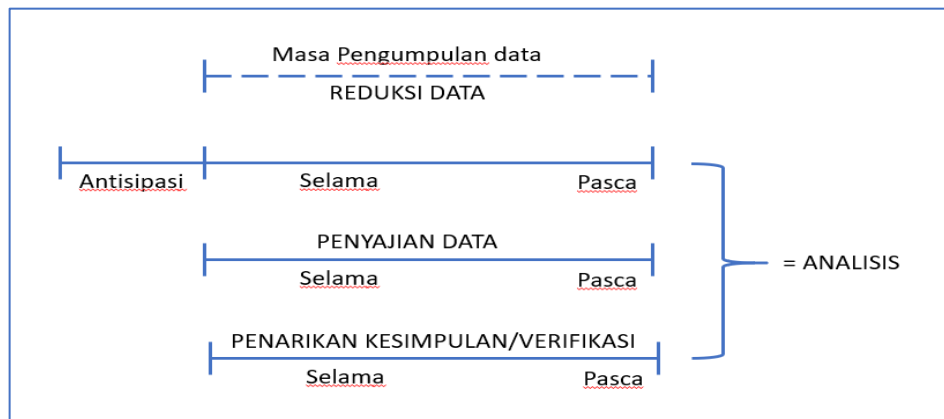 Masa Pengumpulan data
REDUKSI DATA
Antisipasi Selama Pasca
PENYAJIAN DATA
Selama Pasca
= ANALISIS
PENARIKAN KESIMPULAN/VERIFIKASI
Selama Pasca